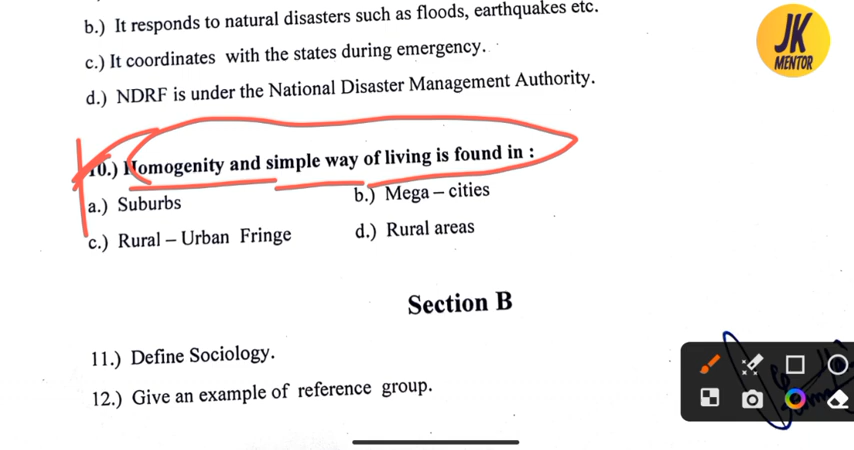 b.) It responds to natural disasters such as floods, earthquakes etc.
c.) It coordinates with the states during emergency.
d.) NDRF is under the National Disaster Management Authority.
JK
MENTOR
10.) Homogenity and simple way of living is found in :
a.) Suburbs b.) Mega – cities
c.) Rural – Urban Fringe d.) Rural areas
Section B
11.) Define Sociology.
12.) Give an example of reference group.